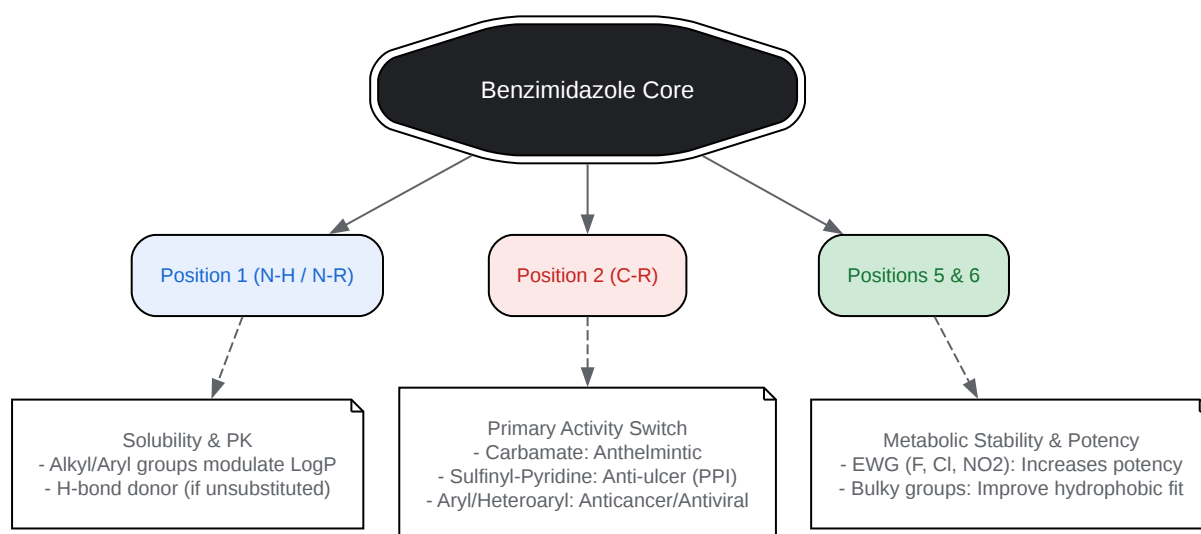 Benzimidazole Core
Position 1 (N-H / N-R)
Position 2 (C-R)
Positions 5 & 6
Solubility & PK
- Alkyl/Aryl groups modulate LogP
- H-bond donor (if unsubstituted)
Primary Activity Switch
- Carbamate: Anthelmintic
- Sulfinyl-Pyridine: Anti-ulcer (PPI)
- Aryl/Heteroaryl: Anticancer/Antiviral
Metabolic Stability & Potency
- EWG (F, Cl, NO2): Increases potency
- Bulky groups: Improve hydrophobic fit